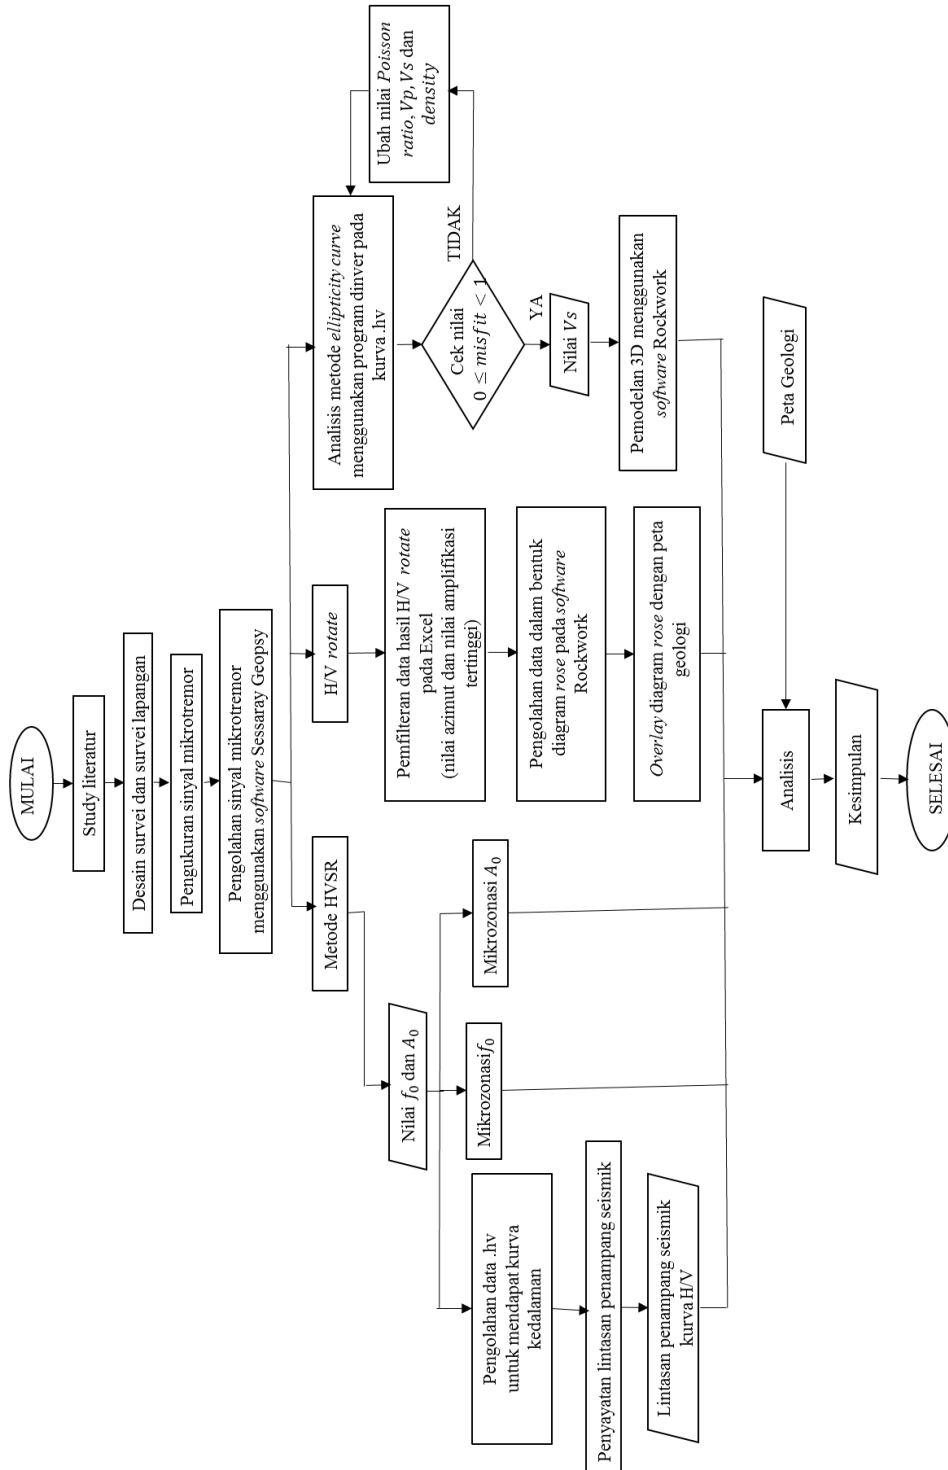 MULAI
Study literatur
Desain survei dan survei lapangan
Pengukuran sinyal mikrotremor
Pengolahan sinyal mikrotremor
menggunakan software Sessaray Geopsy
Metode HVSR
Nilai f₀ dan A₀
Pengolahan data .hv
untuk mendapat kurva
kedalaman
Penyayatan lintasan penampang seismik
Lintasan penampang seismik
kurva H/V
Mikrozonasi f₀
Mikrozonasi A₀
H/V rotate
Pemfilteran data hasil H/V rotate
pada Excel
(nilai azimut dan nilai amplifikasi
tertinggi)
Pengolahan data dalam bentuk
diagram rose pada software
Rockwork
Overlay diagram rose dengan peta
geologi
Analisis metode ellipticity curve
menggunakan program dinver pada
kurva .hv
Ubah nilai Poisson
ratio, Vp, Vs dan
density
Cek nilai
0 ≤ misfit < 1
TIDAK
YA
Nilai Vs
Pemodelan 3D menggunakan
software Rockwork
Peta Geologi
Analisis
Kesimpulan
SELESAI